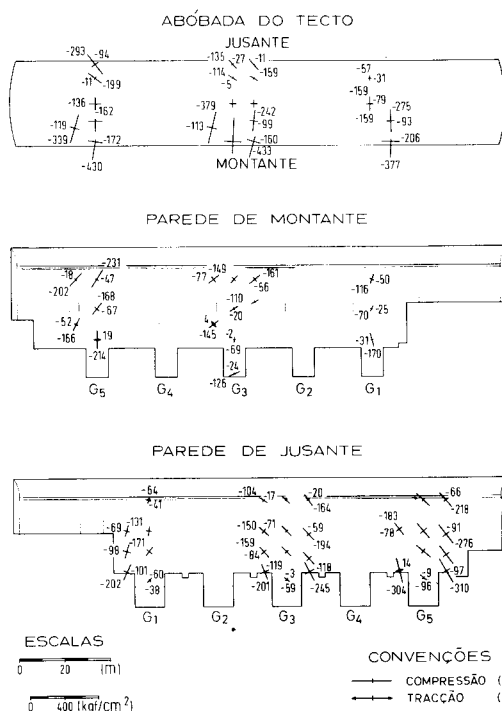 ABÓBADA DO TECTO
JUSANTE
-293 -94 -135 -27 -11
-11 -199 -114 -159 -57 -31
-5
-136 -162 -379 -242 -159 -79 -275
-119 -113 -99 -159 -93
-339 -172 -160 -206
-430 MONTANTE -433 -377
PAREDE DE MONTANTE
-231 -149 -161
-18 -47 -77 -56 -50
-202 -116
-168 -110
-67 -20 -70 -25
-52 4
-166 19 -145 -2 -31
-214 -69 -170
-24
-126
G5 G4 G3 G2 G1
PAREDE DE JUSANTE
-64 -104 -17 -20 -66
-41 -164 -218
-69 -131 -150 -71 -59 -183 -91
-78
-98 -171 -159 -84 -194 -276
-202 -101 -60 -119 -3 -118 14 -9 -97
-38 -201 -59 -245 -304 -96 -310
G1 G2 G3 G4 G5
ESCALAS
0 20 (m)
0 400 (kgf/cm²)
CONVENÇÕES
COMPRESSÃO (
TRACÇÃO (